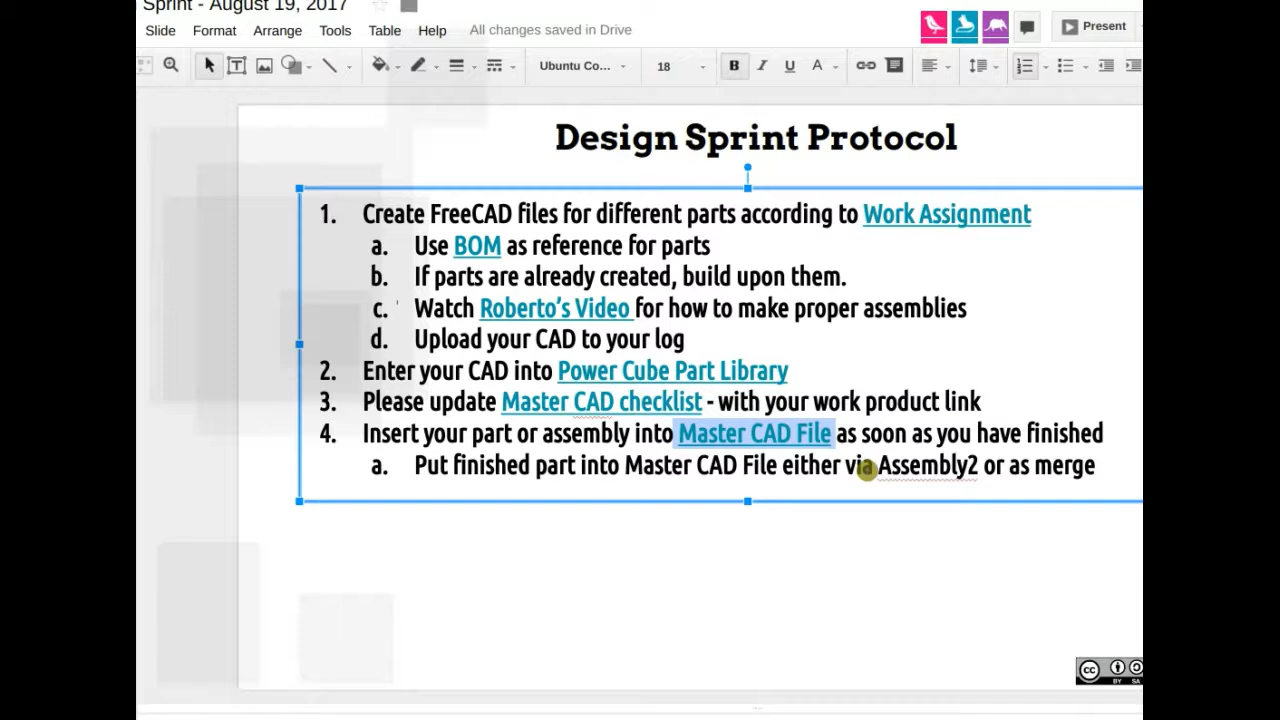 Sprint - August 19, 2017
Slide Format Arrange Tools Table Help All changes saved in Drive Present
Ubuntu Co... 18 B I U A
Design Sprint Protocol
1. Create FreeCAD files for different parts according to Work Assignment
a. Use BOM as reference for parts
b. If parts are already created, build upon them.
c. Watch Roberto's Video for how to make proper assemblies
d. Upload your CAD to your log
2. Enter your CAD into Power Cube Part Library
3. Please update Master CAD checklist - with your work product link
4. Insert your part or assembly into Master CAD File as soon as you have finished
a. Put finished part into Master CAD File either via Assembly2 or as merge
cc BY SA